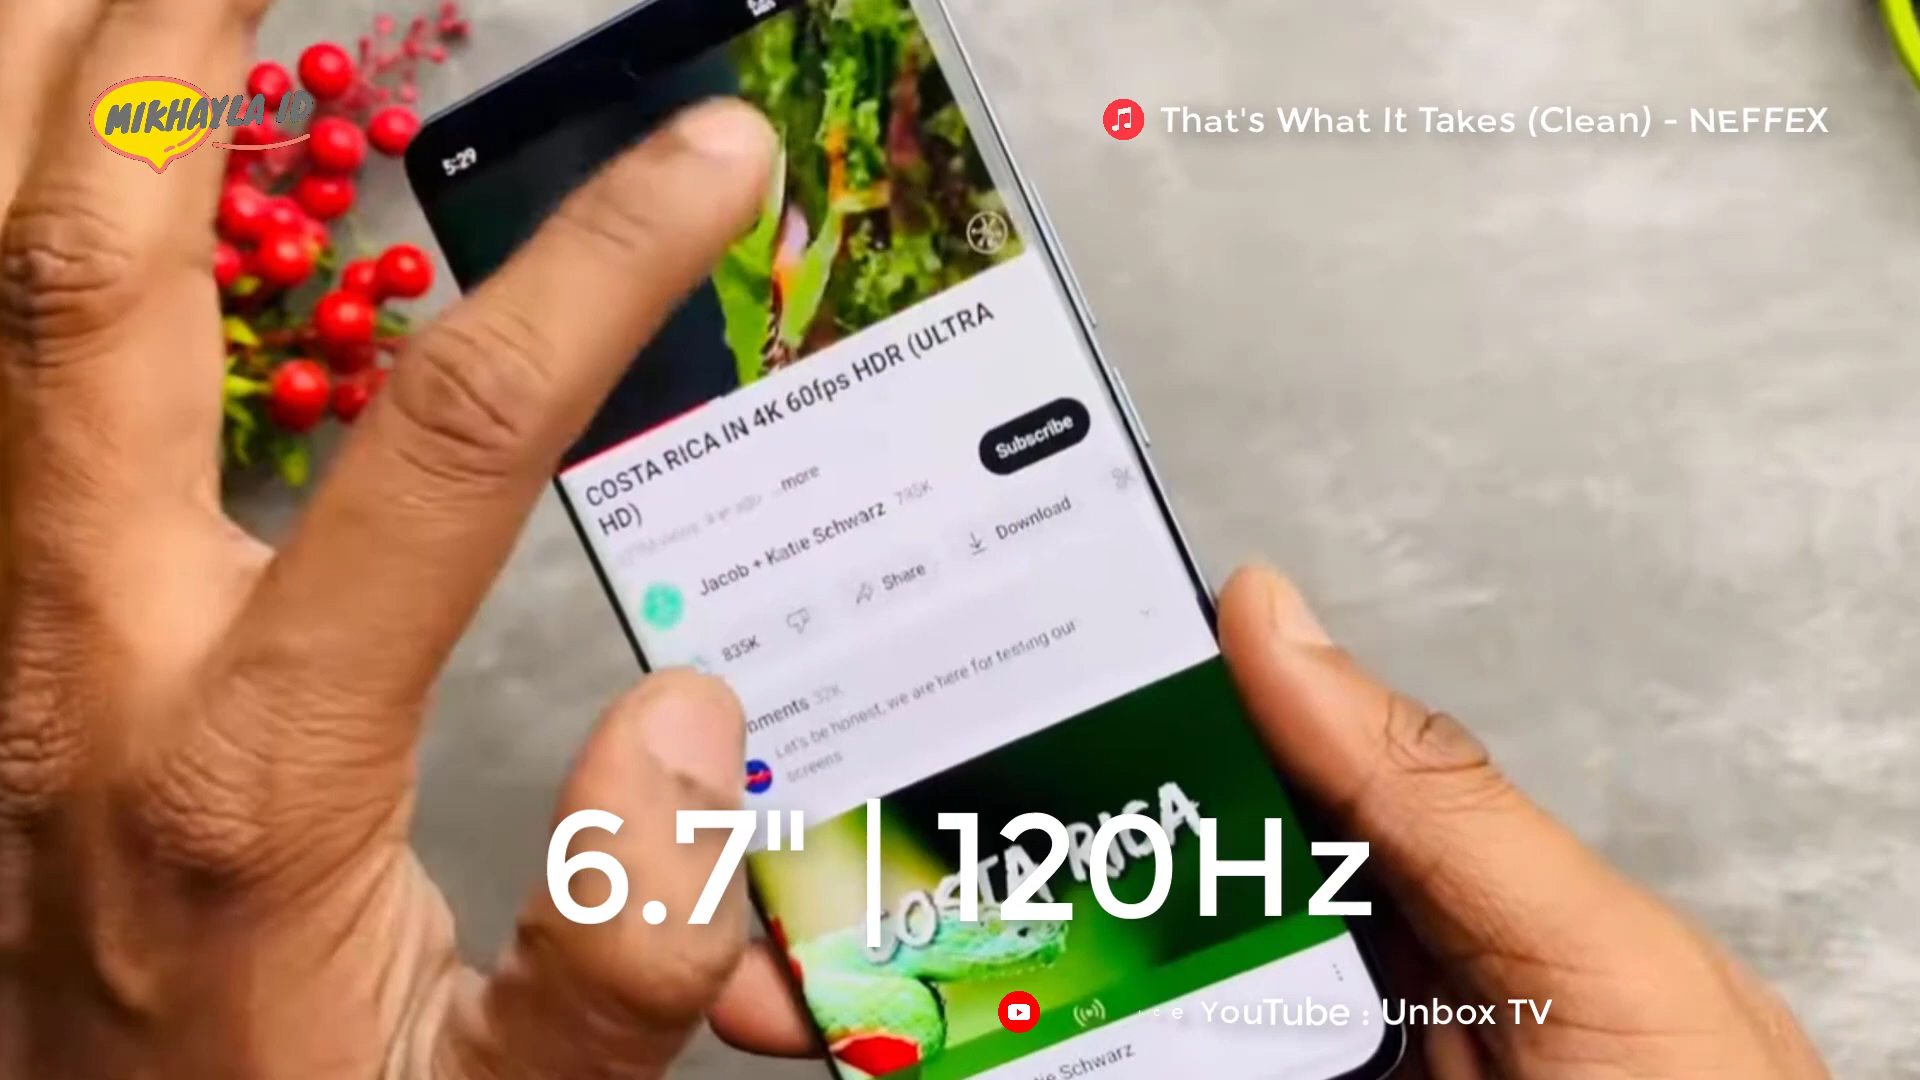 MIKHAYLA ID
That's What It Takes (Clean) - NEFFEX
5:29
COSTA RICA IN 4K 60fps HDR (ULTRA
HD)
...more
Jacob + Katie Schwarz 795K
Subscribe
835K
Share
Download
32K
Let's be honest, we are here for testing our
screens
COSTA RICA
6.7" | 120Hz
YouTube : Unbox TV
Schwarz